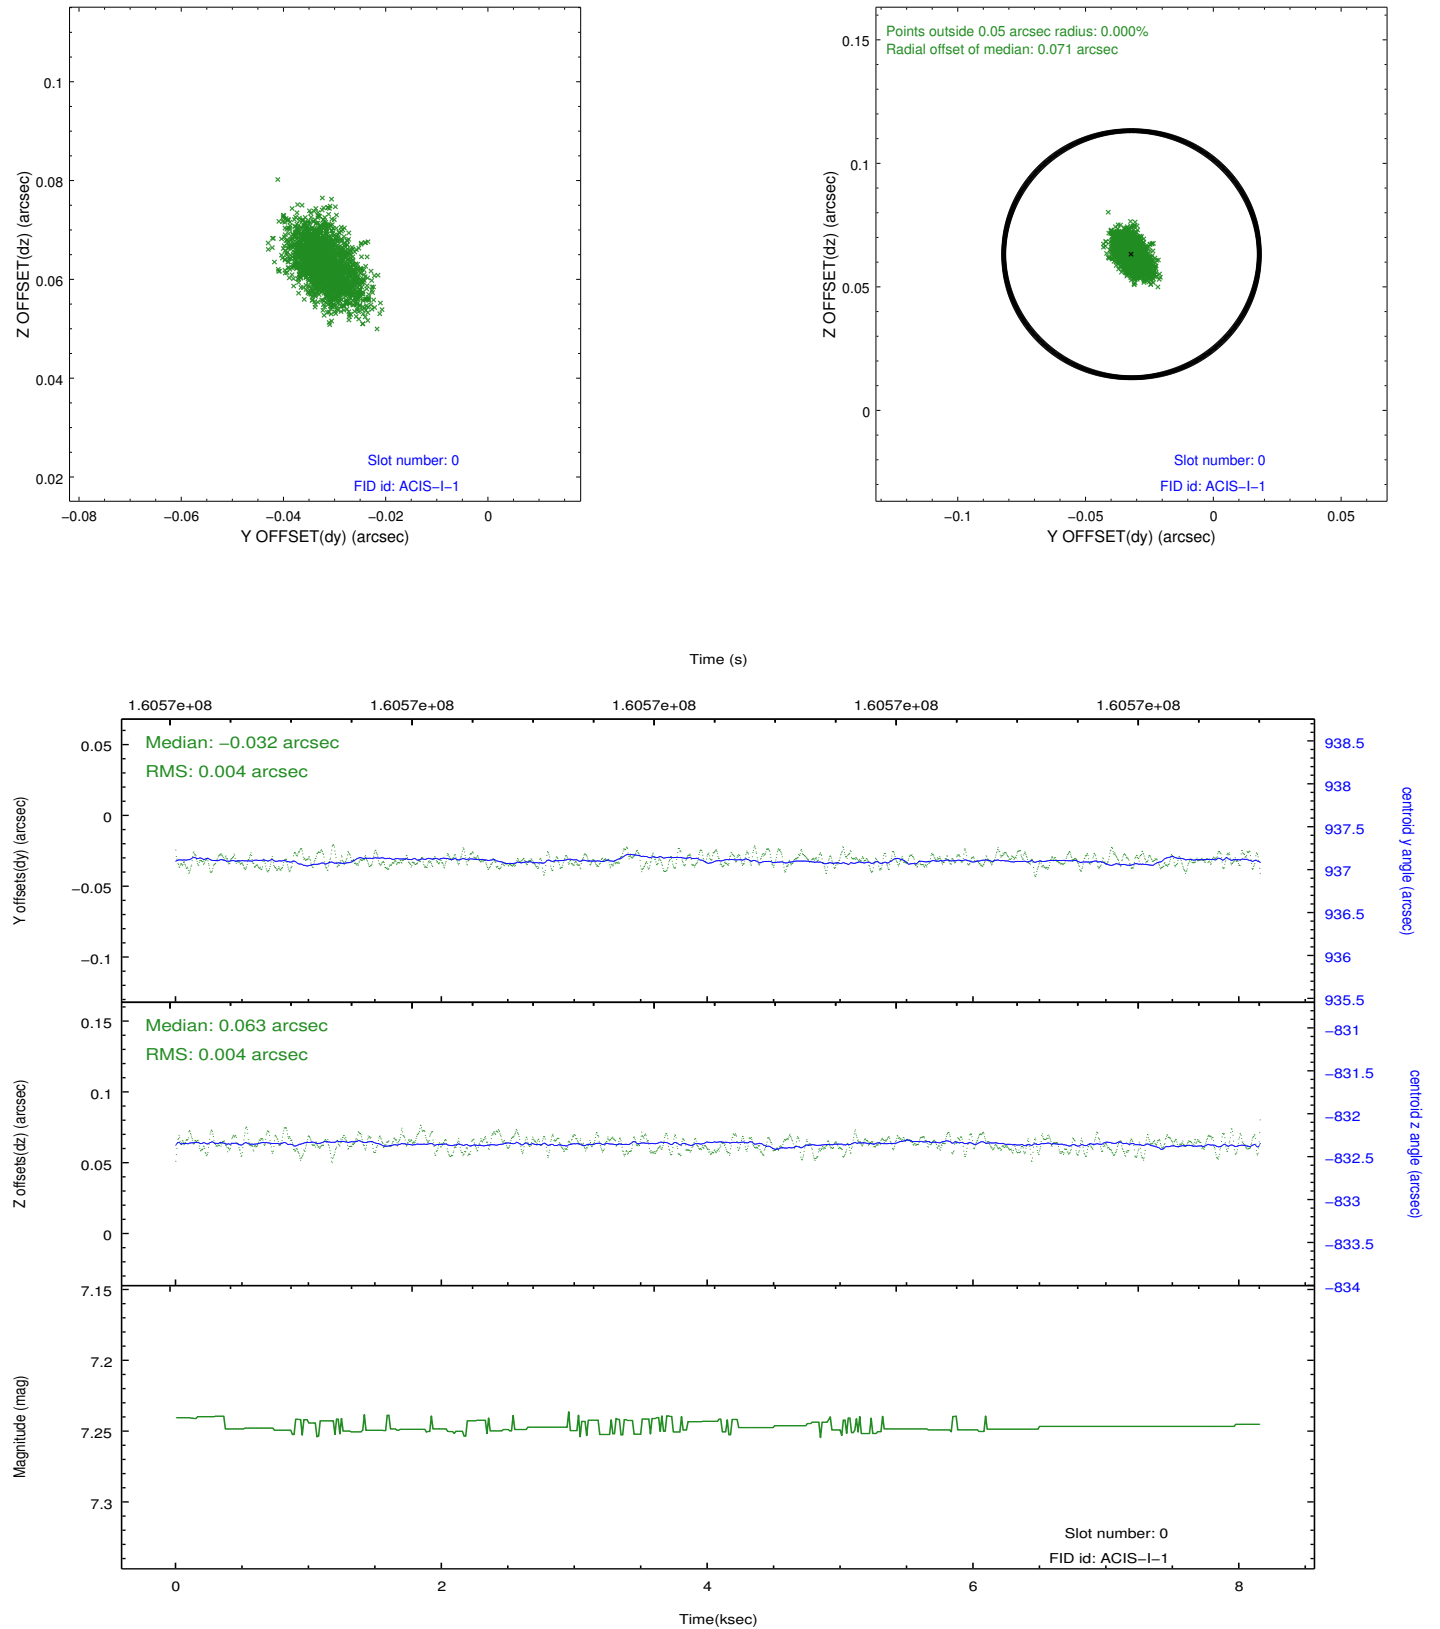 0.1
0.08
0.06
0.04
0.02
Z OFFSET(dz) (arcsec)
Slot number: 0
FID id: ACIS−I−1
−0.08 −0.06 −0.04 −0.02 0
Y OFFSET(dy) (arcsec)
Points outside 0.05 arcsec radius: 0.000%
Radial offset of median: 0.071 arcsec
0.15
0.1
0.05
0
Z OFFSET(dz) (arcsec)
Slot number: 0
FID id: ACIS−I−1
−0.1 −0.05 0 0.05
Y OFFSET(dy) (arcsec)
Time (s)
1.6057e+08 1.6057e+08 1.6057e+08 1.6057e+08 1.6057e+08
Median: −0.032 arcsec
RMS: 0.004 arcsec
0.05
0
−0.05
−0.1
Y offsets(dy) (arcsec)
938.5
938
937.5
937
936.5
936
935.5
centroid y angle (arcsec)
Median: 0.063 arcsec
RMS: 0.004 arcsec
0.15
0.1
0.05
0
Z offsets(dz) (arcsec)
−831
−831.5
−832
−832.5
−833
−833.5
−834
centroid z angle (arcsec)
7.15
7.2
7.25
7.3
Magnitude (mag)
Slot number: 0
FID id: ACIS−I−1
0 2 4 6 8
Time(ksec)